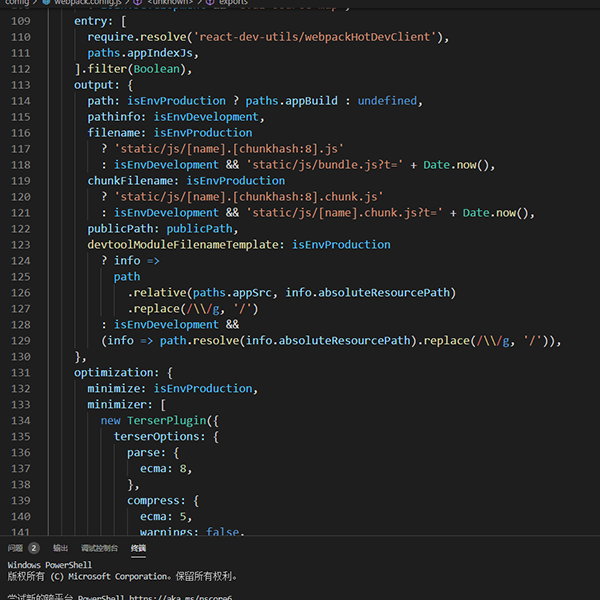 config > webpack.config.js > <unknown> > exports
109 entry: [
110 require.resolve('react-dev-utils/webpackHotDevClient'),
111 paths.appIndexJs,
112 ].filter(Boolean),
113 output: {
114 path: isEnvProduction ? paths.appBuild : undefined,
115 pathinfo: isEnvDevelopment,
116 filename: isEnvProduction
117 ? 'static/js/[name].[chunkhash:8].js'
118 : isEnvDevelopment && 'static/js/bundle.js?t=' + Date.now(),
119 chunkFilename: isEnvProduction
120 ? 'static/js/[name].[chunkhash:8].chunk.js'
121 : isEnvDevelopment && 'static/js/[name].chunk.js?t=' + Date.now(),
122 publicPath: publicPath,
123 devtoolModuleFilenameTemplate: isEnvProduction
124 ? info =>
125 path
126 .relative(paths.appSrc, info.absoluteResourcePath)
127 .replace(/\\/g, '/')
128 : isEnvDevelopment &&
129 (info => path.resolve(info.absoluteResourcePath).replace(/\\/g, '/')),
130 },
131 optimization: {
132 minimize: isEnvProduction,
133 minimizer: [
134 new TerserPlugin({
135 terserOptions: {
136 parse: {
137 ecma: 8,
138 },
139 compress: {
140 ecma: 5,
141 warnings: false,
问题 2 输出 调试控制台 终端
Windows PowerShell
版权所有 (C) Microsoft Corporation。保留所有权利。
尝试新的跨平台 PowerShell https://aka.ms/pscore6